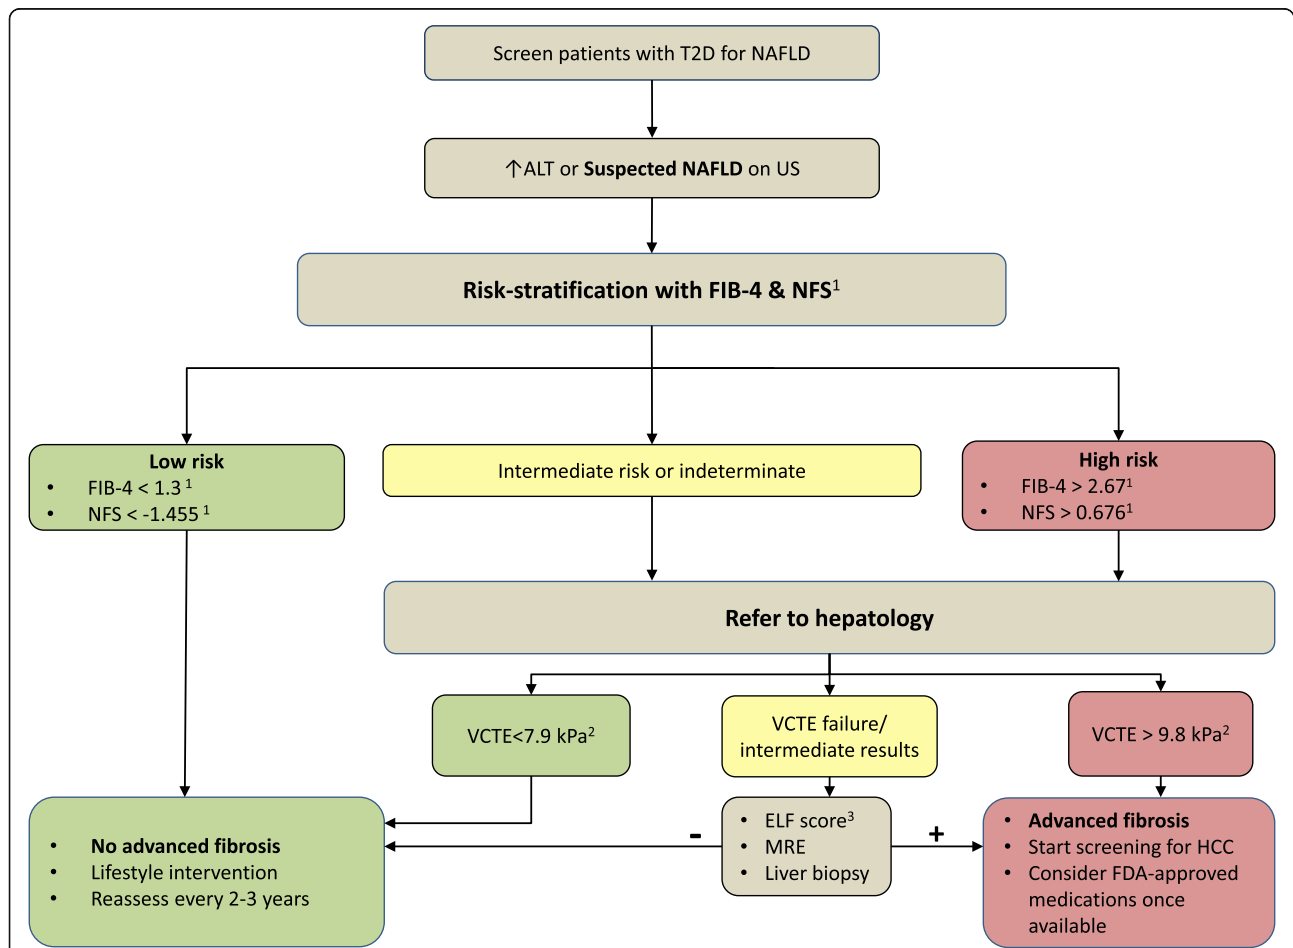 Screen patients with T2D for NAFLD
↑ALT or Suspected NAFLD on US
Risk-stratification with FIB-4 & NFS¹
Low risk
• FIB-4 < 1.3 ¹
• NFS < -1.455 ¹
Intermediate risk or indeterminate
High risk
• FIB-4 > 2.67¹
• NFS > 0.676¹
Refer to hepatology
VCTE<7.9 kPa²
VCTE failure/
intermediate results
VCTE > 9.8 kPa²
• No advanced fibrosis
• Lifestyle intervention
• Reassess every 2-3 years
-
• ELF score³
• MRE
• Liver biopsy
+
• Advanced fibrosis
• Start screening for HCC
• Consider FDA-approved
medications once
available